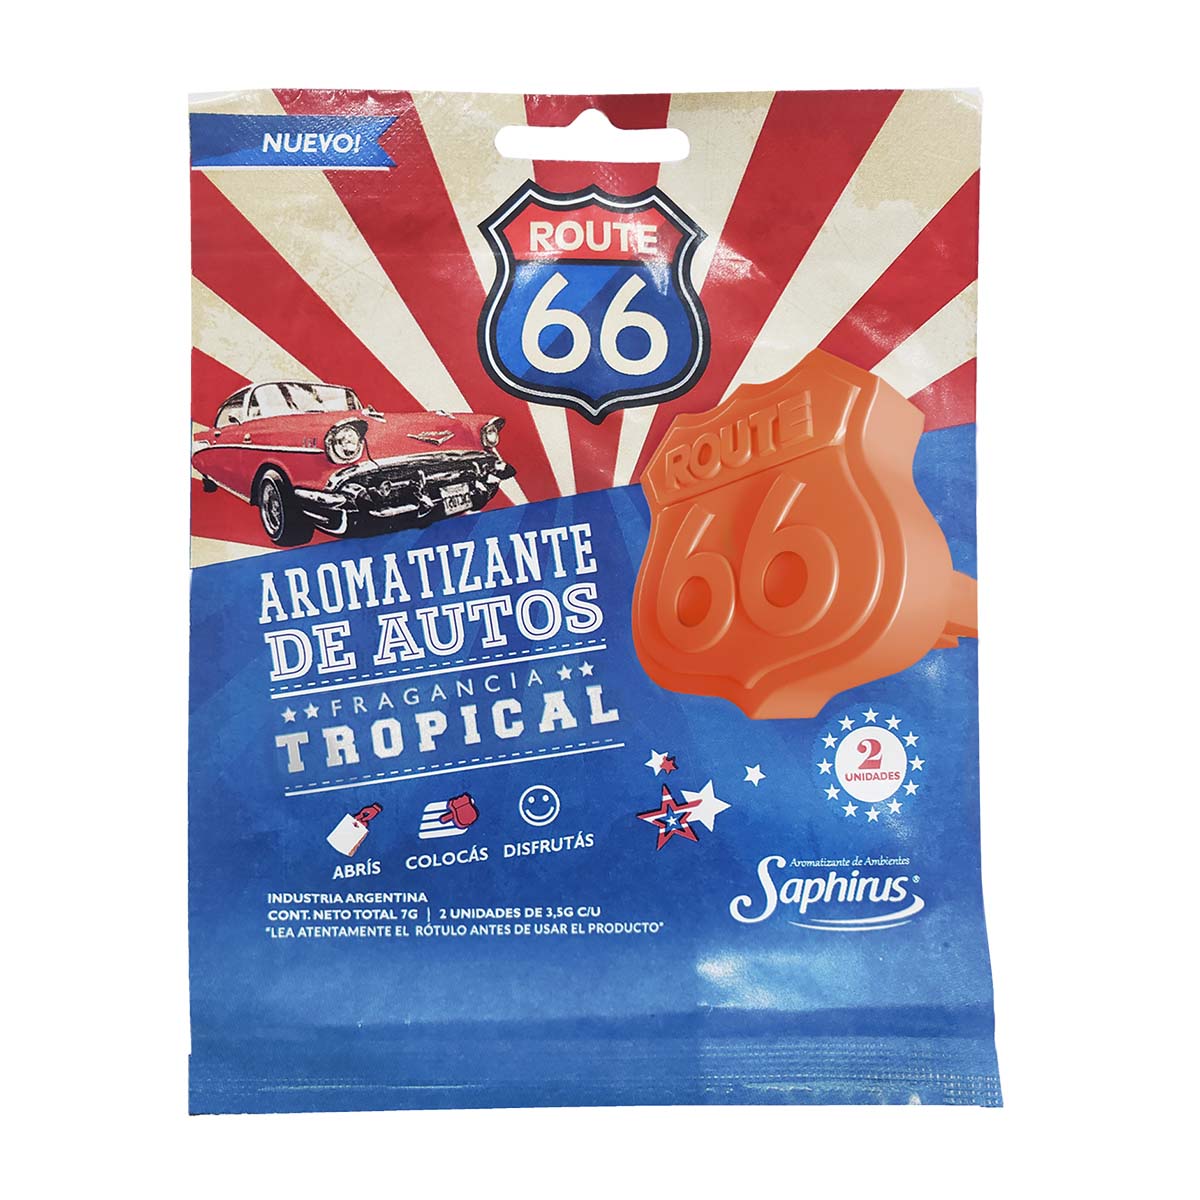 NUEVO!
ROUTE
66
ROUTE
66
AROMATIZANTE
DE AUTOS
FRAGANCIA
TROPICAL
2
UNIDADES
ABRÍS
COLOCÁS
DISFRUTÁS
Aromatizante de Ambientes
Saphirus®
INDUSTRIA ARGENTINA
CONT. NETO TOTAL 7G | 2 UNIDADES DE 3,5G C/U
"LEA ATENTAMENTE EL RÓTULO ANTES DE USAR EL PRODUCTO"